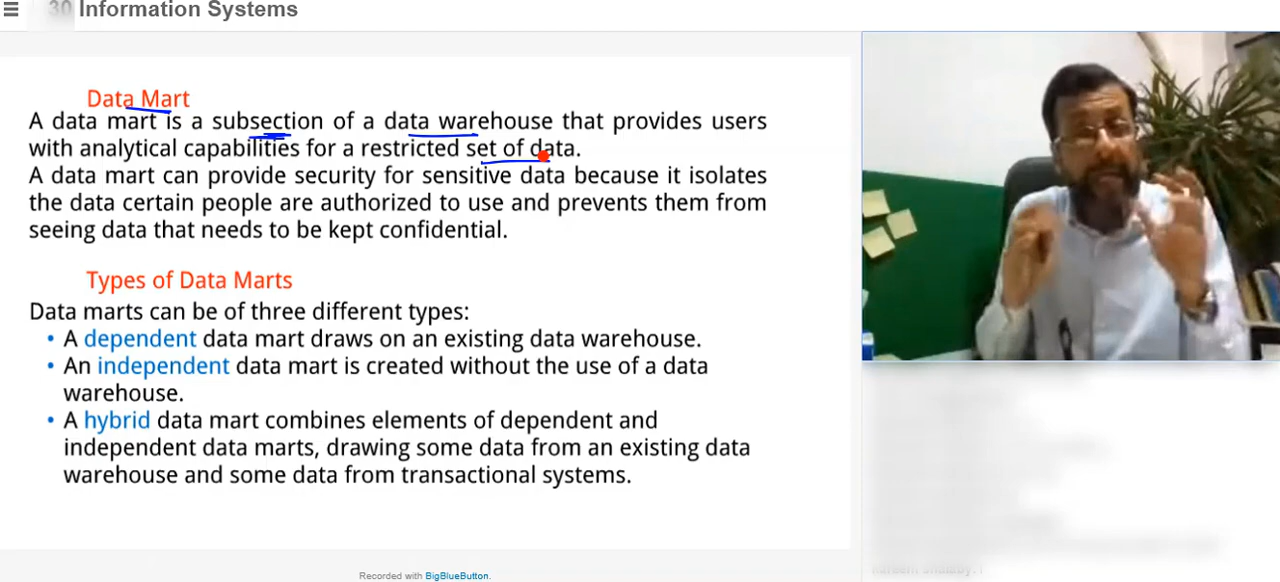 30 Information Systems
Data Mart
A data mart is a subsection of a data warehouse that provides users
with analytical capabilities for a restricted set of data.
A data mart can provide security for sensitive data because it isolates
the data certain people are authorized to use and prevents them from
seeing data that needs to be kept confidential.
Types of Data Marts
Data marts can be of three different types:
• A dependent data mart draws on an existing data warehouse.
• An independent data mart is created without the use of a data
warehouse.
• A hybrid data mart combines elements of dependent and
independent data marts, drawing some data from an existing data
warehouse and some data from transactional systems.
Recorded with BigBlueButton.